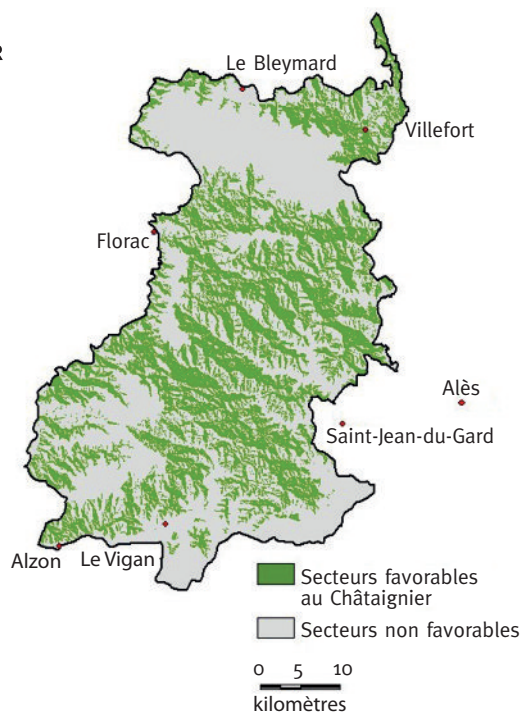 R
Le Bleymard
Villefort
Florac
Alès
Saint-Jean-du-Gard
Alzon
Le Vigan
Secteurs favorables
au Châtaignier
Secteurs non favorables
0 5 10
kilomètres